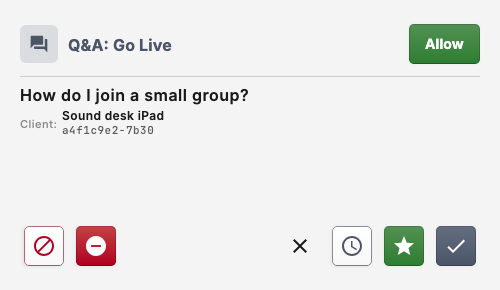 Q&A: Go Live
Allow
How do I join a small group?
Client: Sound desk iPad
a4f1c9e2-7b30